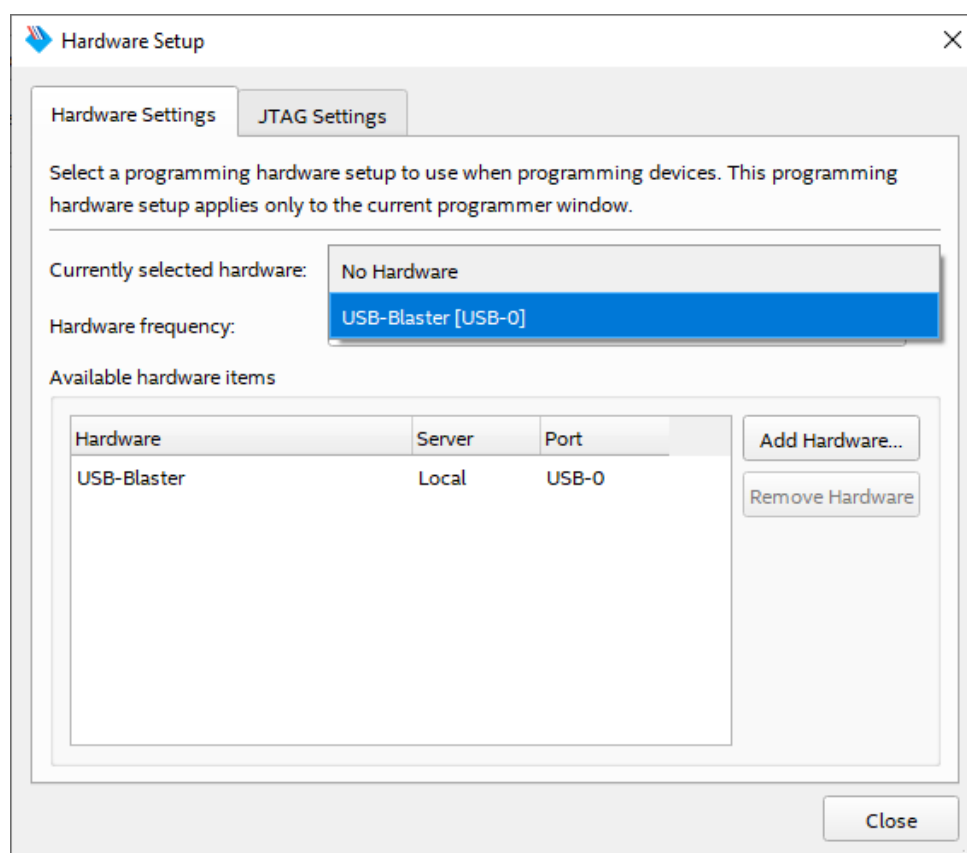 Hardware Setup
Hardware Settings
JTAG Settings
Select a programming hardware setup to use when programming devices. This programming
hardware setup applies only to the current programmer window.
Currently selected hardware:
No Hardware
USB-Blaster [USB-0]
Hardware frequency:
Available hardware items
Hardware Server Port
USB-Blaster Local USB-0
Add Hardware...
Remove Hardware
Close